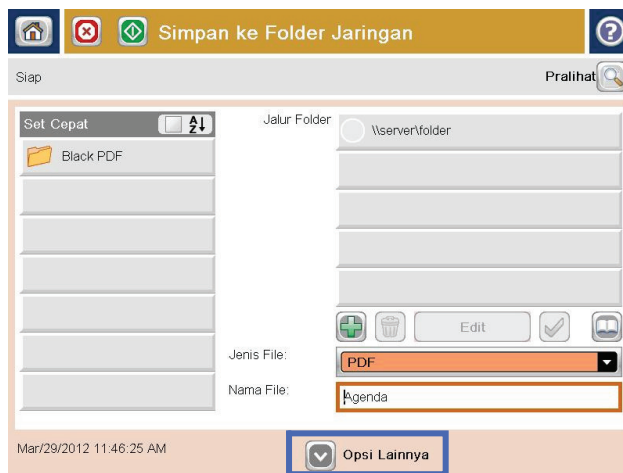 Simpan ke Folder Jaringan
Siap
Pralihat
Set Cepat
Jalur Folder
\\server\folder
Black PDF
Edit
Jenis File:
PDF
Nama File:
Agenda
Mar/29/2012 11:46:25 AM
Opsi Lainnya